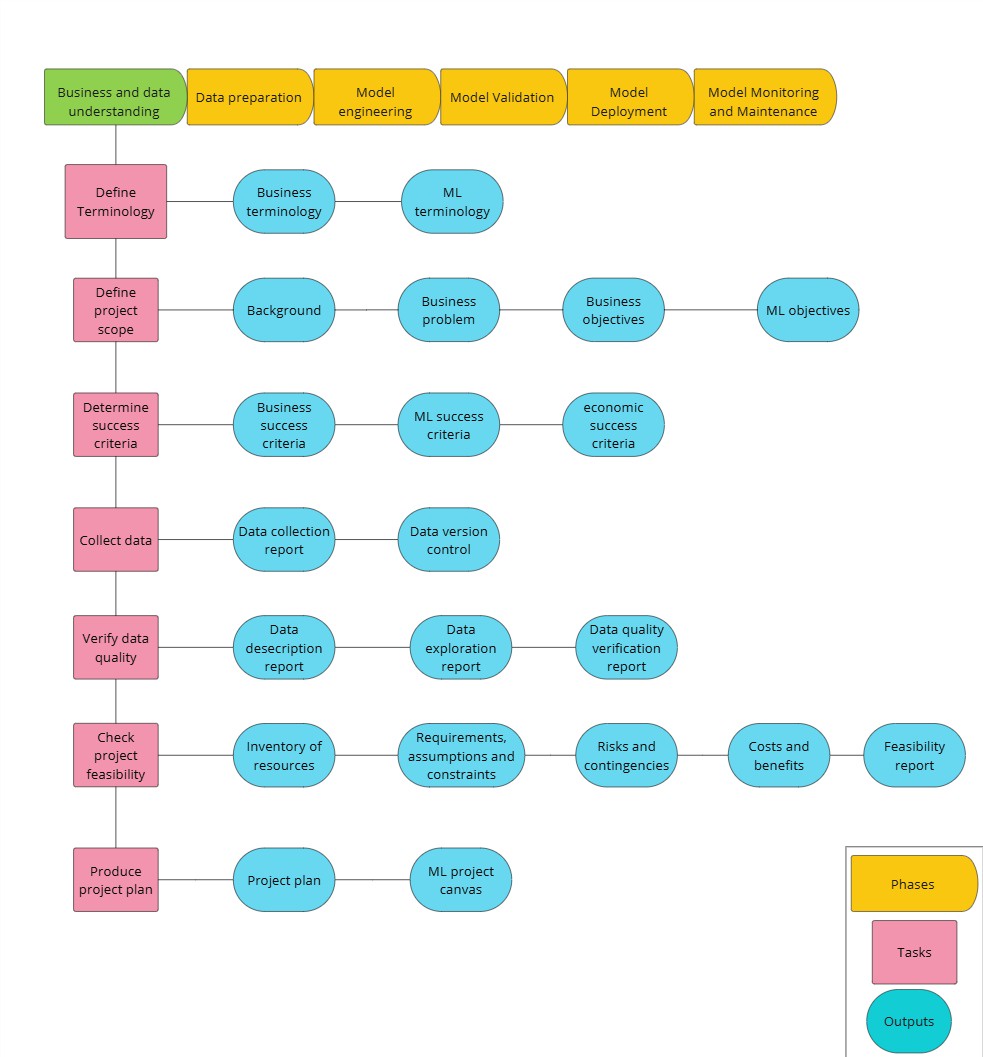 Business and data
understanding
Data preparation
Model
engineering
Model Validation
Model
Deployment
Model Monitoring
and Maintenance
Define
Terminology
Business
terminology
ML
terminology
Define
project
scope
Background
Business
problem
Business
objectives
ML objectives
Determine
success
criteria
Business
success
criteria
ML success
criteria
economic
success
criteria
Collect data
Data collection
report
Data version
control
Verify data
quality
Data
desecription
report
Data
exploration
report
Data quality
verification
report
Check
project
feasibility
Inventory of
resources
Requirements,
assumptions and
constraints
Risks and
contingencies
Costs and
benefits
Feasibility
report
Produce
project plan
Project plan
ML project
canvas
Phases
Tasks
Outputs